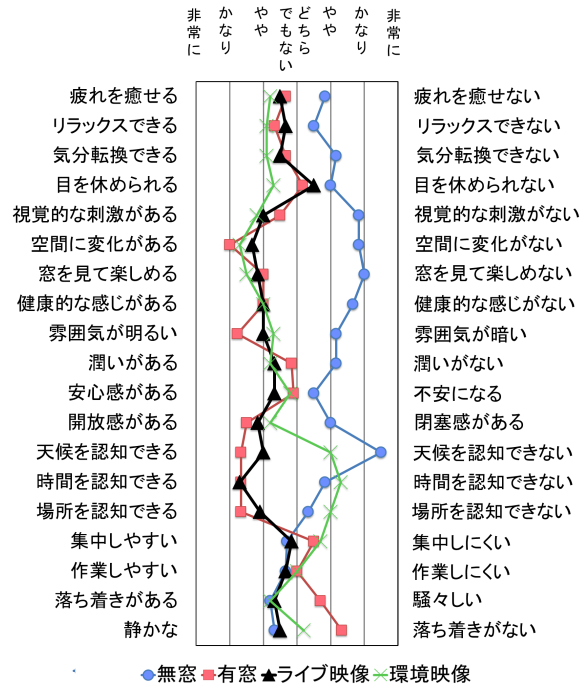 非常に
かなり
やや
どちらでもない
やや
かなり
非常に
疲れを癒せる 疲れを癒せない
リラックスできる リラックスできない
気分転換できる 気分転換できない
目を休められる 目を休められない
視覚的な刺激がある 視覚的な刺激がない
空間に変化がある 空間に変化がない
窓を見て楽しめる 窓を見て楽しめない
健康的な感じがある 健康的な感じがない
雰囲気が明るい 雰囲気が暗い
潤いがある 潤いがない
安心感がある 不安になる
開放感がある 閉塞感がある
天候を認知できる 天候を認知できない
時間を認知できる 時間を認知できない
場所を認知できる 場所を認知できない
集中しやすい 集中しにくい
作業しやすい 作業しにくい
落ち着きがある 騒々しい
静かな 落ち着きがない
無窓 有窓 ライブ映像 環境映像